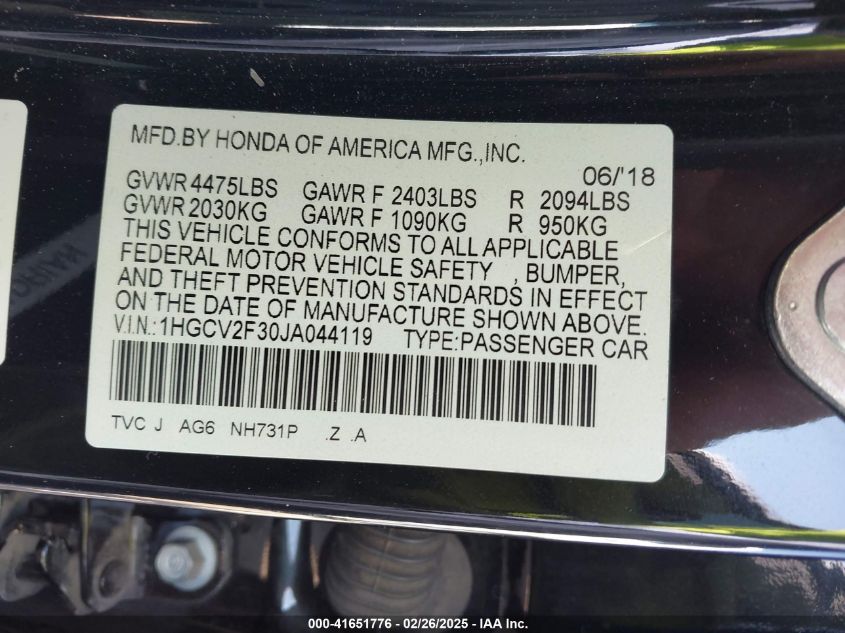 MFD.BY HONDA OF AMERICA MFG.,INC.
06/'18
GVWR 4475LBS GAWR F 2403LBS R 2094LBS
GVWR 2030KG GAWR F 1090KG R 950KG
THIS VEHICLE CONFORMS TO ALL APPLICABLE
FEDERAL MOTOR VEHICLE SAFETY , BUMPER,
AND THEFT PREVENTION STANDARDS IN EFFECT
ON THE DATE OF MANUFACTURE SHOWN ABOVE.
V.I.N.:1HGCV2F30JA044119 TYPE:PASSENGER CAR
TVC J AG6 NH731P .Z .A
000-41651776 - 02/26/2025 - IAA Inc.